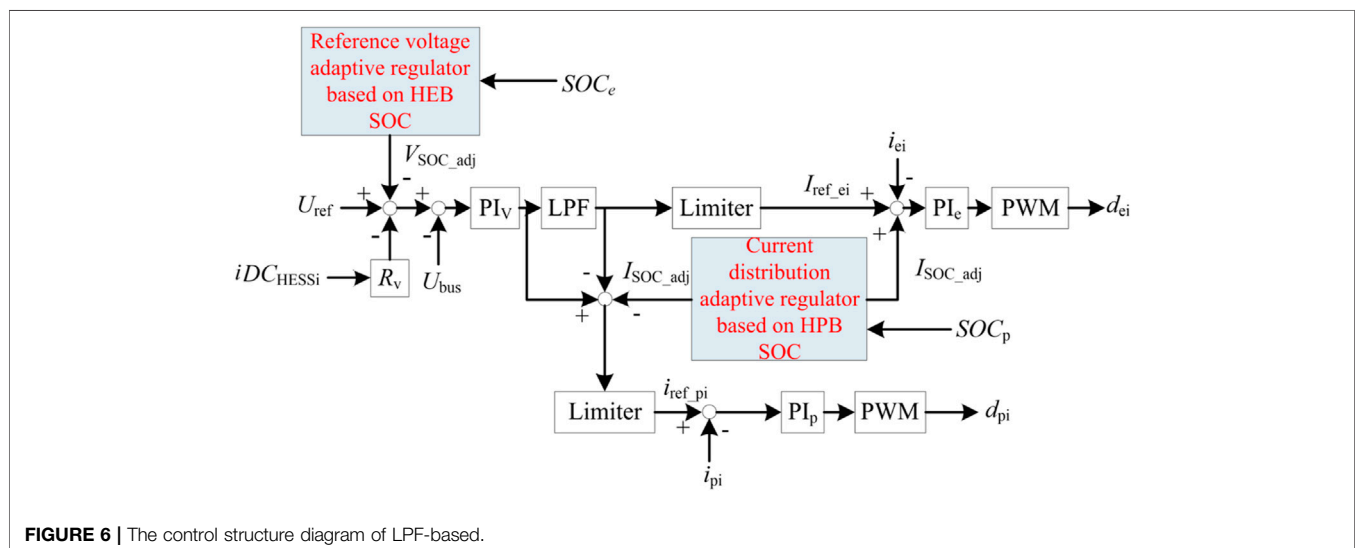 Reference voltage
adaptive regulator
based on HEB
SOC
SOCe
VSOC_adj
iei
-
+
+
-
Uref
PIV
LPF
Limiter
Iref_ei
+
PIe
PWM
dei
-
-
+
iDCHESSi
Rv
Ubus
-
ISOC_adj
Current
distribution
adaptive regulator
based on HPB
SOC
ISOC_adj
+
-
SOCp
Limiter
iref_pi
+
-
PIp
PWM
dpi
ipi
FIGURE 6 | The control structure diagram of LPF-based.